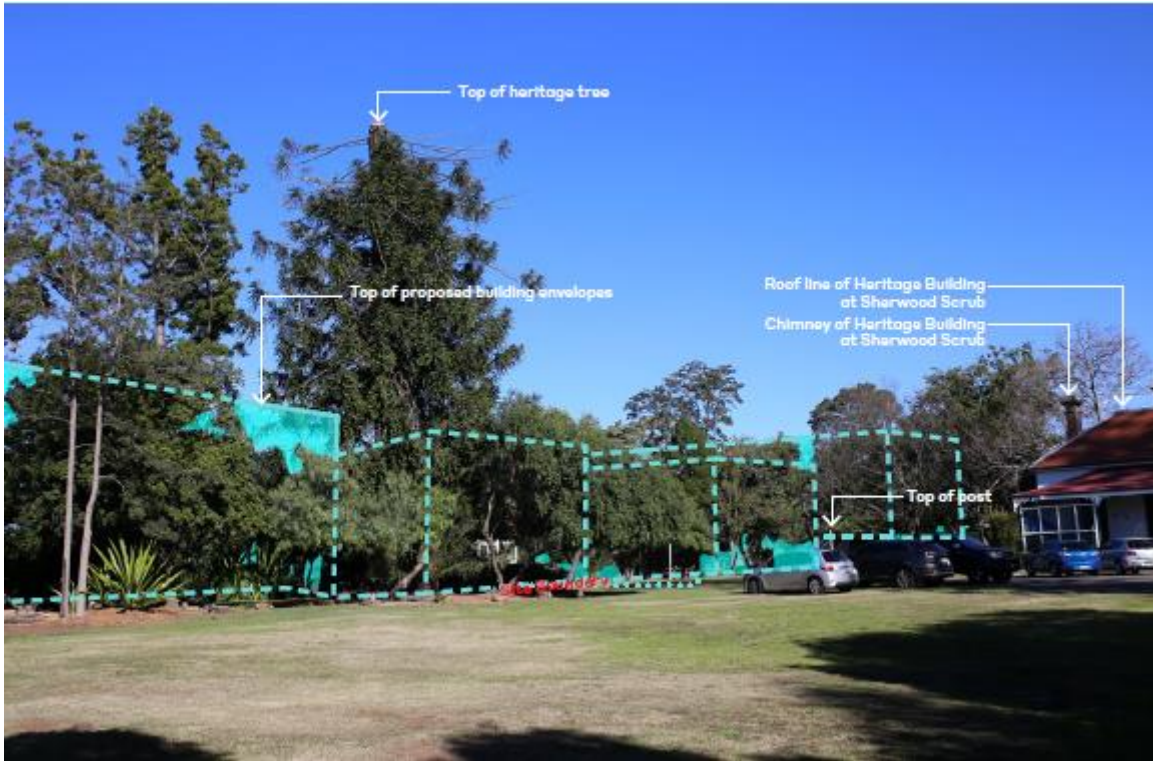 Top of heritage tree
Top of proposed building envelopes
Roof line of Heritage Building
at Sherwood Scrub
Chimney of Heritage Building
at Sherwood Scrub
Top of post